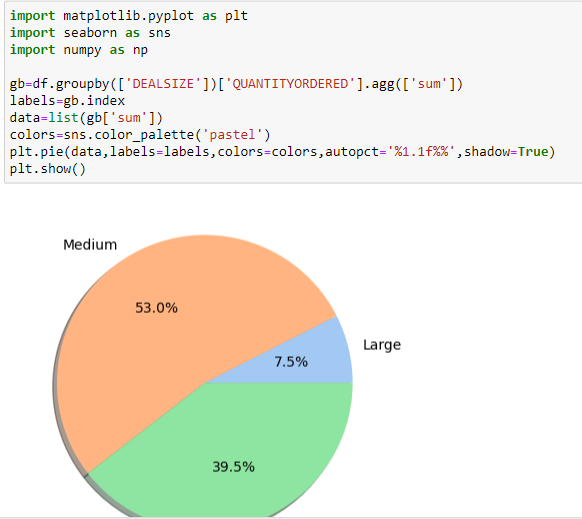 import matplotlib.pyplot as plt
import seaborn as sns
import numpy as np
gb=df.groupby(['DEALSIZE'])['QUANTITYORDERED'].agg(['sum'])
labels=gb.index
data=list(gb['sum'])
colors=sns.color_palette('pastel')
plt.pie(data,labels=labels,colors=colors,autopct='%1.1f%%',shadow=True)
plt.show()
Medium
53.0%
Large
7.5%
39.5%